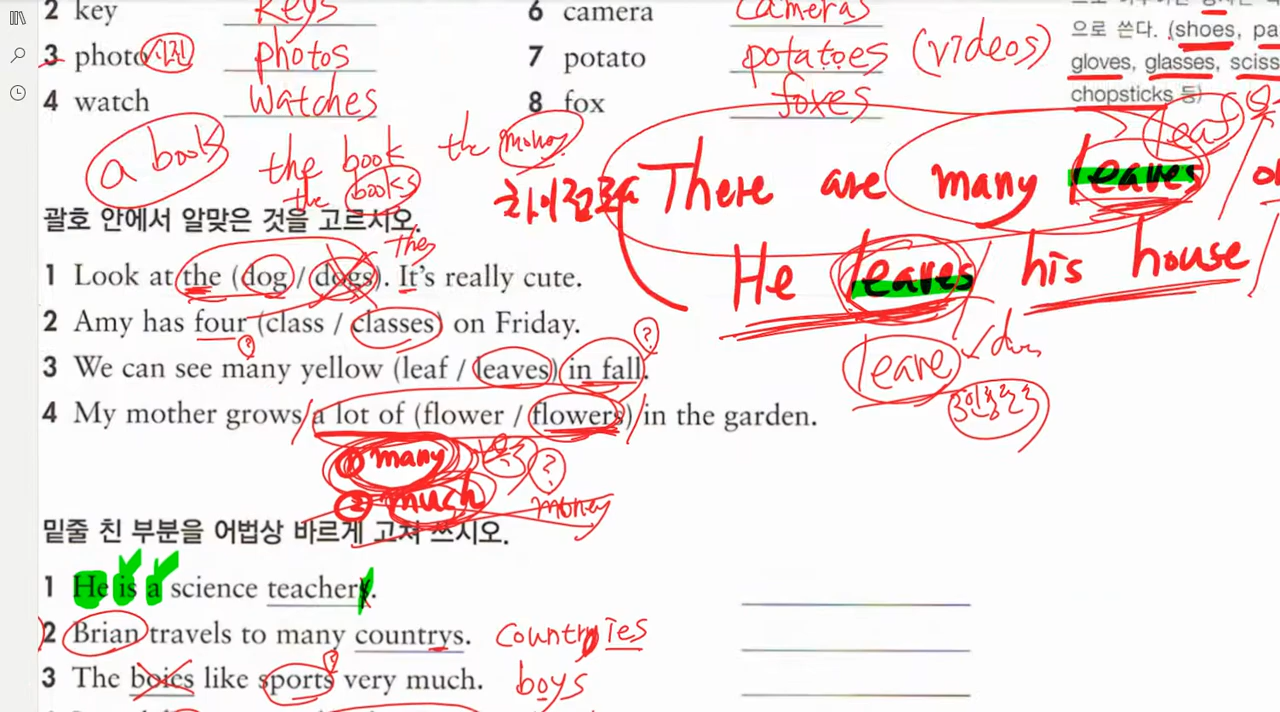 2 key keys 6 camera cameras
3 photo 사진 photos 7 potato potatoes (videos)
4 watch watches 8 fox foxes
으로 쓴다. (shoes, pa
gloves, glasses, sciss
chopsticks 등)
a book the book the money
the books
There are many leaves leaf
He leaves his house
leave
괄호 안에서 알맞은 것을 고르시오.
1 Look at the (dog / dogs). It's really cute.
2 Amy has four (class / classes) on Friday.
3 We can see many yellow (leaf / leaves) in fall.
4 My mother grows a lot of (flower / flowers) in the garden.
① many
② much money
밑줄 친 부분을 어법상 바르게 고쳐 쓰시오.
1 He is a science teachers.
2 Brian travels to many countrys. countries
3 The boies like sports very much. boys